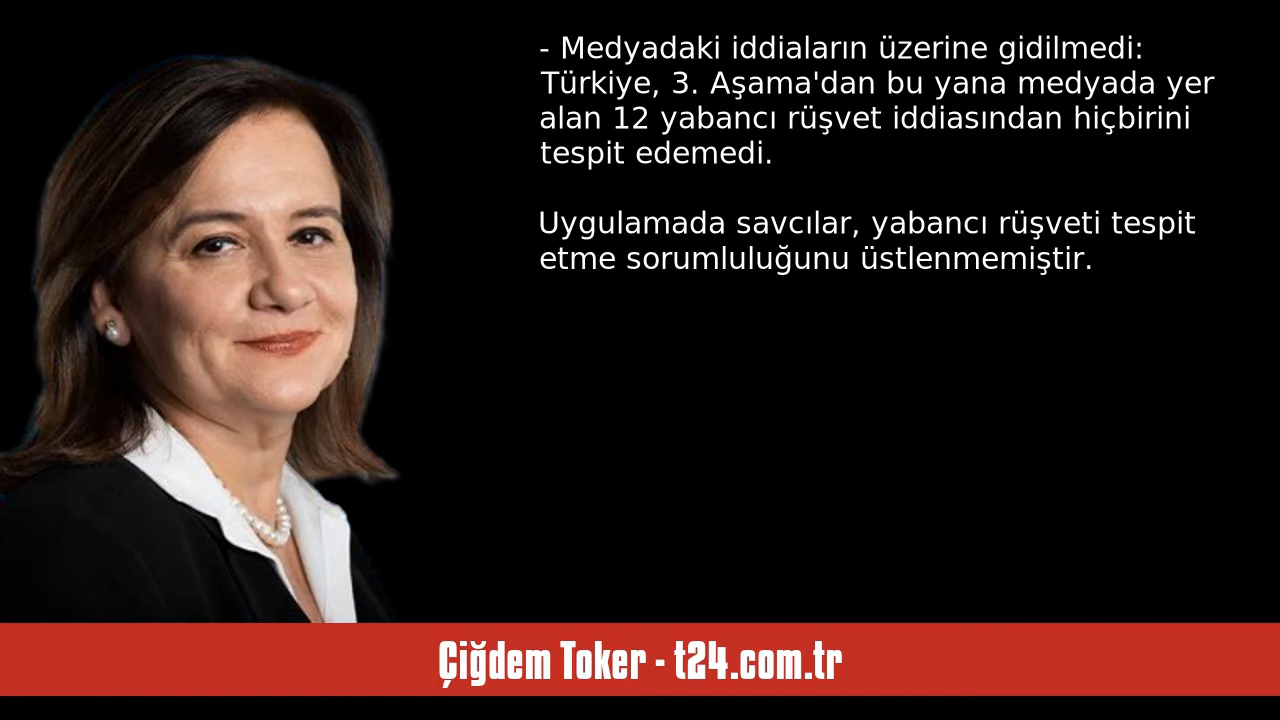 - Medyadaki iddiaların üzerine gidilmedi:
Türkiye, 3. Aşama'dan bu yana medyada yer
alan 12 yabancı rüşvet iddiasından hiçbirini
tespit edemedi.
Uygulamada savcılar, yabancı rüşveti tespit
etme sorumluluğunu üstlenmemiştir.
Çiğdem Toker - t24.com.tr